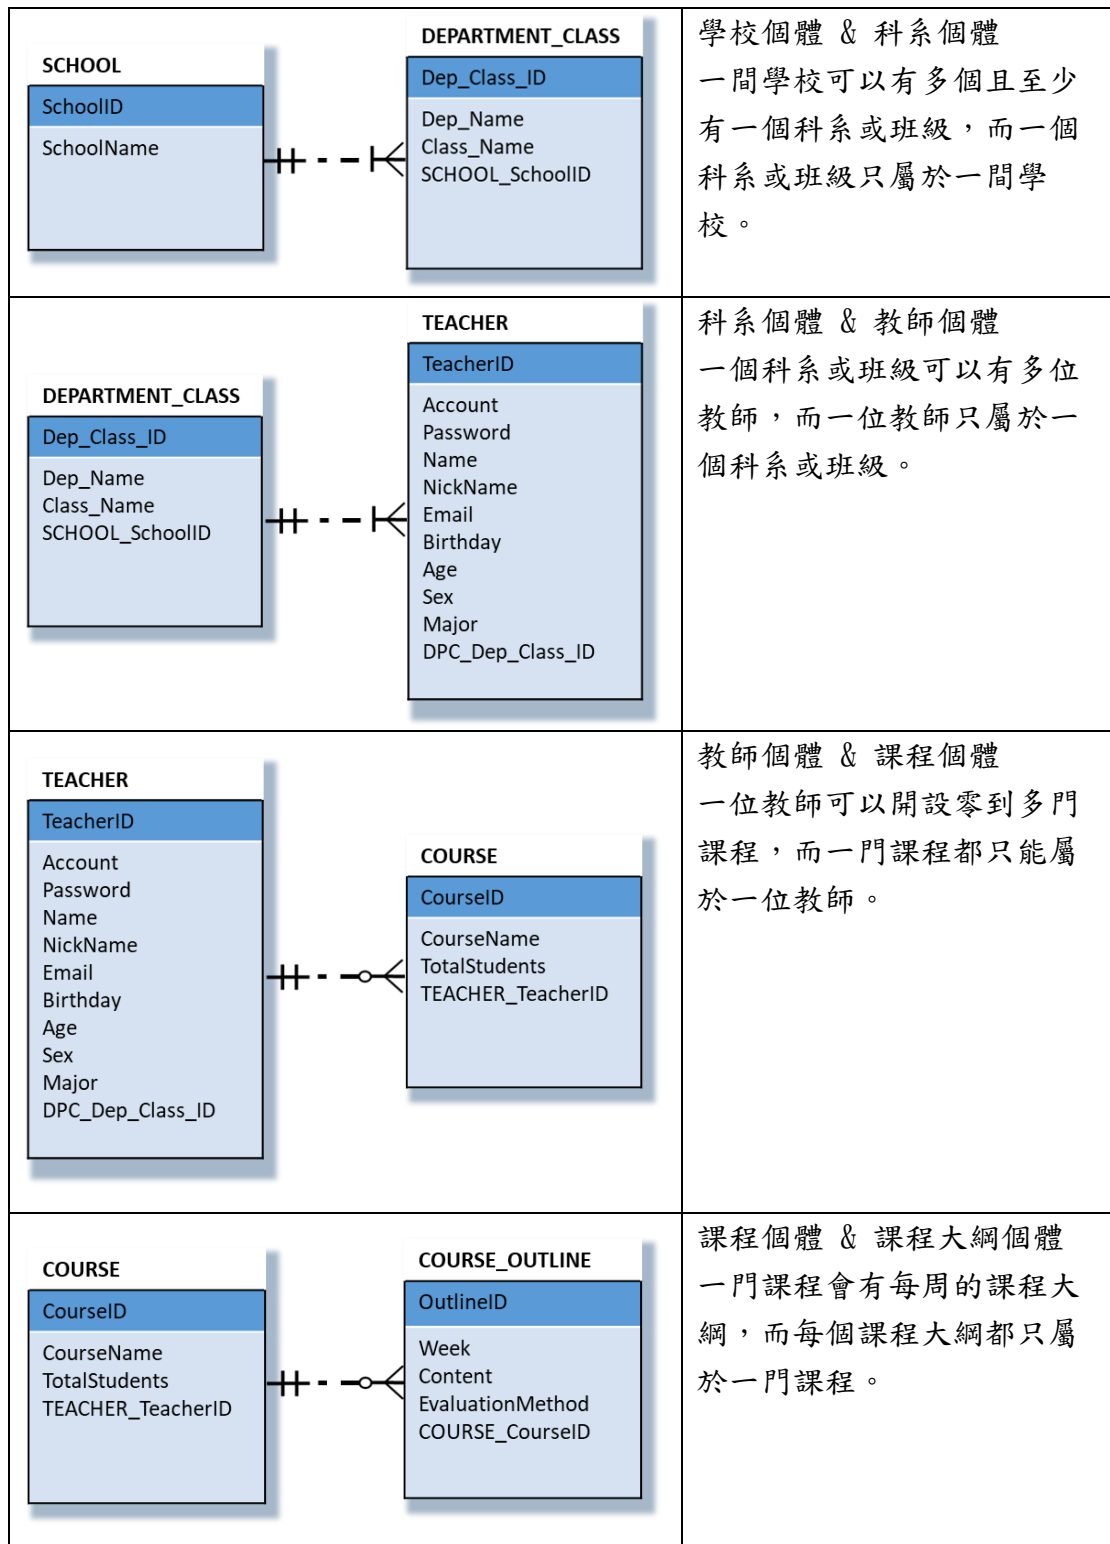 SCHOOL
SchoolID
SchoolName
DEPARTMENT_CLASS
Dep_Class_ID
Dep_Name
Class_Name
SCHOOL_SchoolID
學校個體 & 科系個體
一間學校可以有多個且至少
有一個科系或班級，而一個
科系或班級只屬於一間學
校。
DEPARTMENT_CLASS
Dep_Class_ID
Dep_Name
Class_Name
SCHOOL_SchoolID
TEACHER
TeacherID
Account
Password
Name
NickName
Email
Birthday
Age
Sex
Major
DPC_Dep_Class_ID
科系個體 & 教師個體
一個科系或班級可以有多位
教師，而一位教師只屬於一
個科系或班級。
TEACHER
TeacherID
Account
Password
Name
NickName
Email
Birthday
Age
Sex
Major
DPC_Dep_Class_ID
COURSE
CourseID
CourseName
TotalStudents
TEACHER_TeacherID
教師個體 & 課程個體
一位教師可以開設零到多門
課程，而一門課程都只能屬
於一位教師。
COURSE
CourseID
CourseName
TotalStudents
TEACHER_TeacherID
COURSE_OUTLINE
OutlineID
Week
Content
EvaluationMethod
COURSE_CourseID
課程個體 & 課程大綱個體
一門課程會有每周的課程大
綱，而每個課程大綱都只屬
於一門課程。